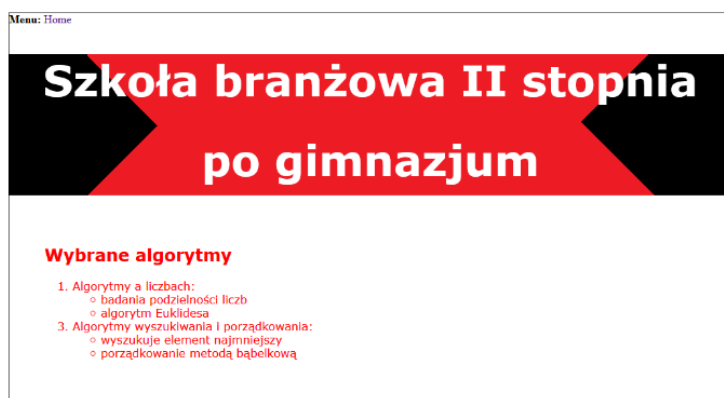 Menu: Home
Szkoła branżowa II stopnia
po gimnazjum
Wybrane algorytmy
1. Algorytmy a liczbach:
◦ badania podzielności liczb
◦ algorytm Euklidesa
3. Algorytmy wyszukiwania i porządkowania:
◦ wyszukuje element najmniejszy
◦ porządkowanie metodą bąbelkową